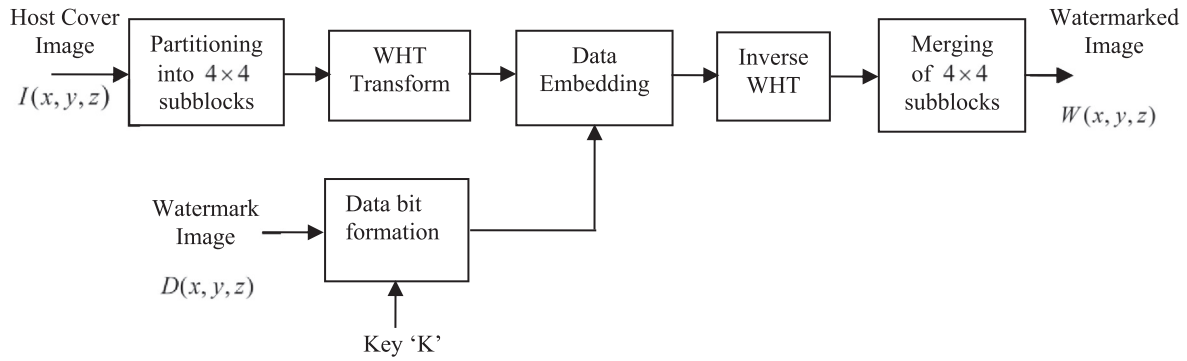 Host Cover
Image
I(x, y, z)
Partitioning
into 4×4
subblocks
WHT
Transform
Data
Embedding
Inverse
WHT
Merging
of 4×4
subblocks
Watermarked
Image
W(x, y, z)
Watermark
Image
D(x, y, z)
Data bit
formation
Key ‘K’